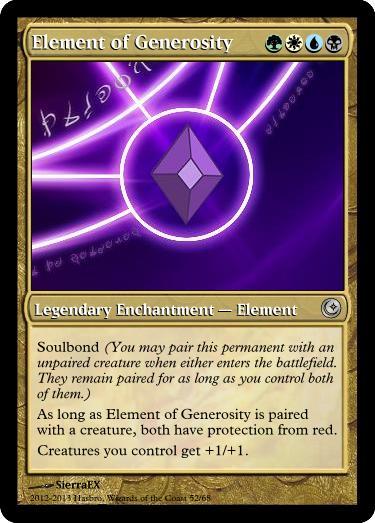 Element of Generosity
Legendary Enchantment — Element
Soulbond (You may pair this permanent with an
unpaired creature when either enters the battlefield.
They remain paired for as long as you control both
of them.)
As long as Element of Generosity is paired
with a creature, both have protection from red.
Creatures you control get +1/+1.
SierraEX
2012-2013 Hasbro, Wizards of the Coast 52/68